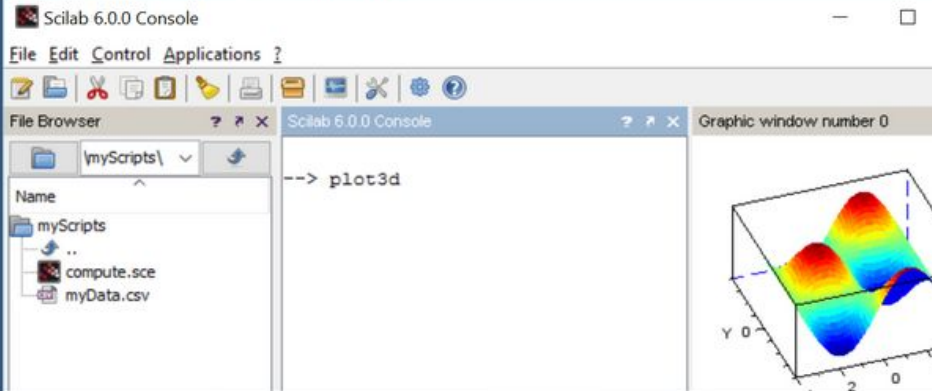 Scilab 6.0.0 Console
File Edit Control Applications ?
File Browser
Scilab 6.0.0 Console
Graphic window number 0
\myScripts\
--> plot3d
Name
myScripts
..
compute.sce
myData.csv
Y 0
2 0